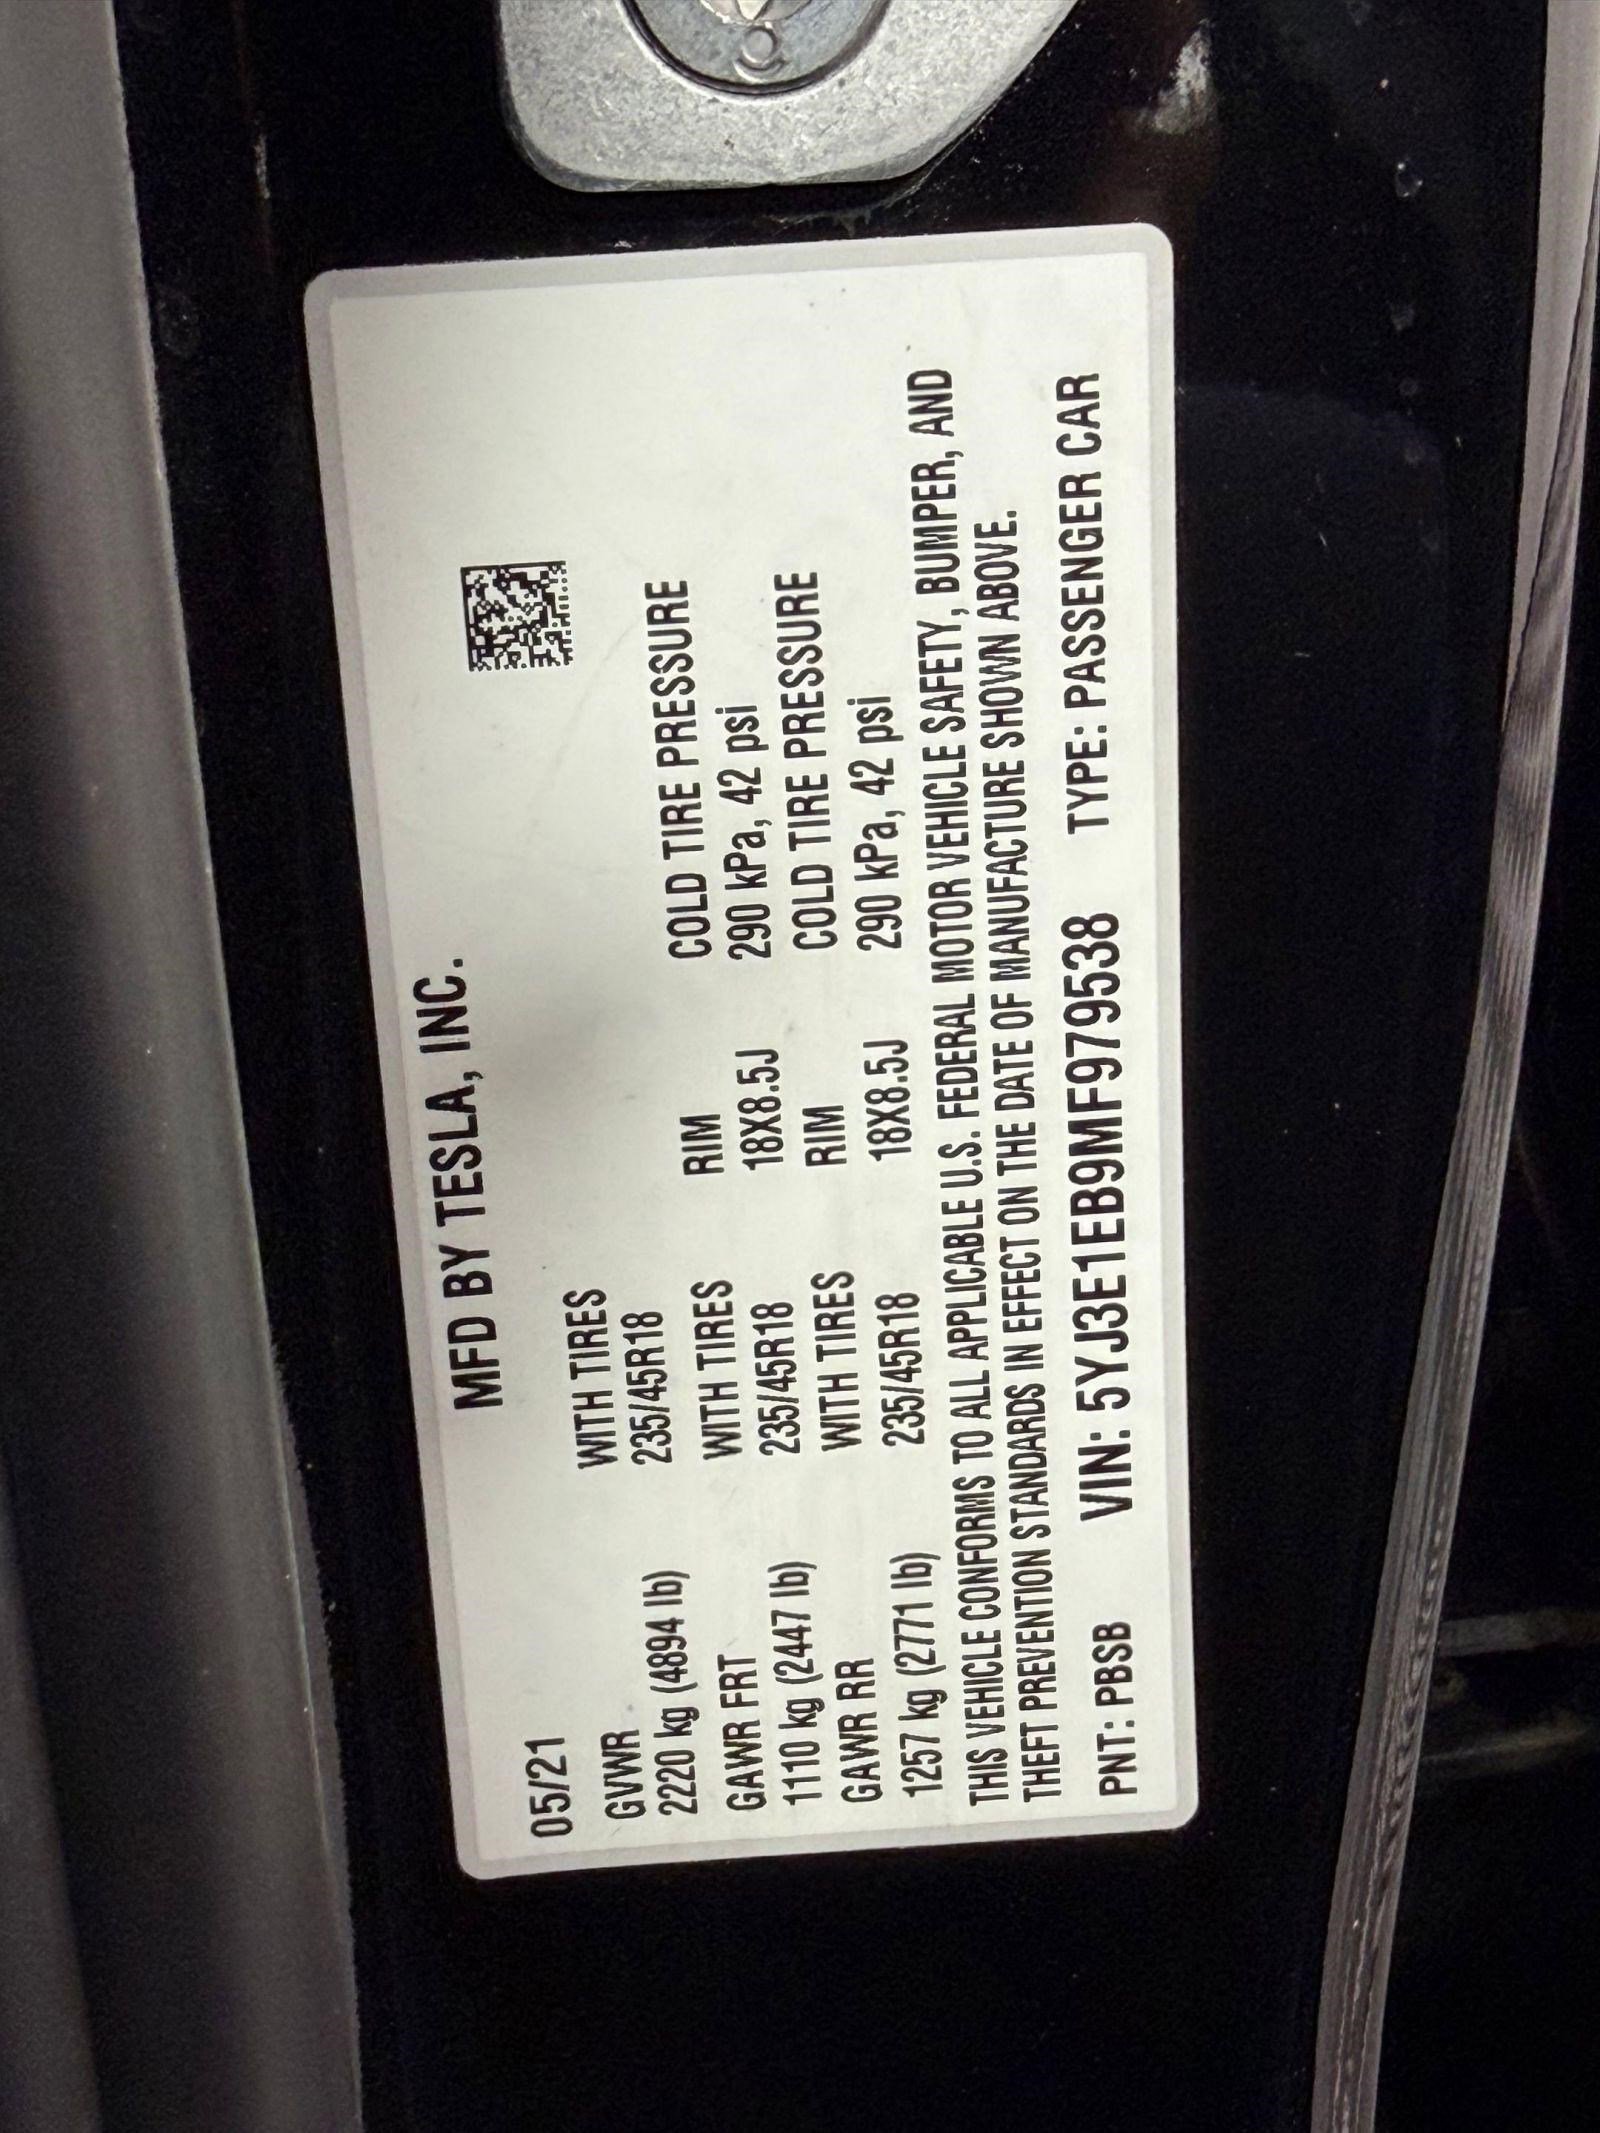 MFD BY TESLA, INC.
05/21
GVWR WITH TIRES
2220 kg (4894 lb) 235/45R18
GAWR FRT WITH TIRES RIM COLD TIRE PRESSURE
1110 kg (2447 lb) 235/45R18 18X8.5J 290 kPa, 42 psi
GAWR RR WITH TIRES RIM COLD TIRE PRESSURE
1257 kg (2771 lb) 235/45R18 18X8.5J 290 kPa, 42 psi
THIS VEHICLE CONFORMS TO ALL APPLICABLE U.S. FEDERAL MOTOR VEHICLE SAFETY, BUMPER, AND
THEFT PREVENTION STANDARDS IN EFFECT ON THE DATE OF MANUFACTURE SHOWN ABOVE.
PNT: PBSB VIN: 5YJ3E1EB9MF979538 TYPE: PASSENGER CAR